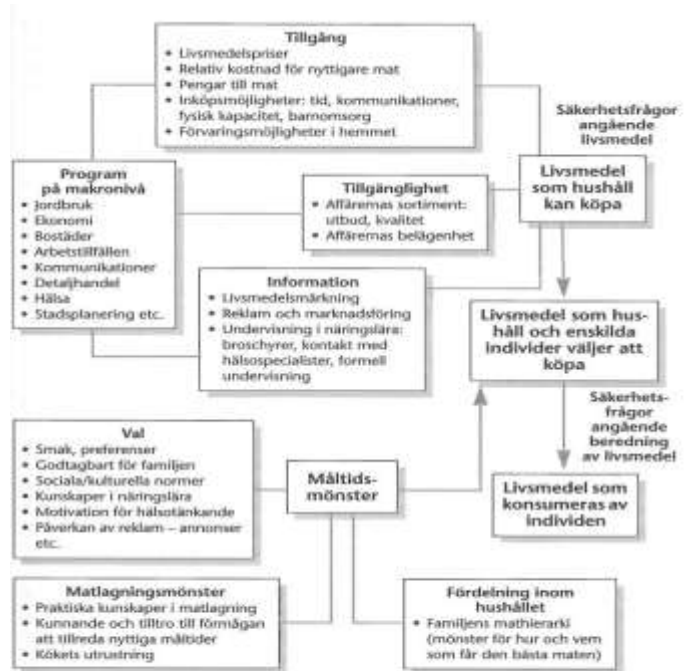 Tillgång
• Livsmedelspriser
• Relativ kostnad för nyttigare mat
• Pengar till mat
• Inköpsmöjligheter: tid, kommunikationer,
fysisk kapacitet, barnomsorg
• Förvaringsmöjligheter i hemmet
Säkerhetsfrågor
angående
livsmedel
Program
på makronivå
• Jordbruk
• Ekonomi
• Bostäder
• Arbetstillfällen
• Kommunikationer
• Detaljhandel
• Hälsa
• Stadsplanering etc.
Tillgänglighet
• Affärernas sortiment:
utbud, kvalitet
• Affärernas belägenhet
Livsmedel
som hushåll
kan köpa
Information
• Livsmedelsmärkning
• Reklam och marknadsföring
• Undervisning i näringslära:
broschyrer, kontakt med
hälsospecialister, formell
undervisning
Livsmedel som hus-
håll och enskilda
individer väljer att
köpa
Säkerhets-
frågor
angående
beredning
av livsmedel
Val
• Smak, preferenser
• Godtagbart för familjen
• Sociala/kulturella normer
• Kunskaper i näringslära
• Motivation för hälsotänkande
• Påverkan av reklam – annonser
etc.
Måltids-
mönster
Livsmedel som
konsumeras av
individen
Matlagningsmönster
• Praktiska kunskaper i matlagning
• Kunnande och tilltro till förmågan
att tillreda nyttiga måltider
• Kökets utrustning
Fördelning inom
hushållet
• Familjens mathierarki
(mönster för hur och vem
som får den bästa maten)